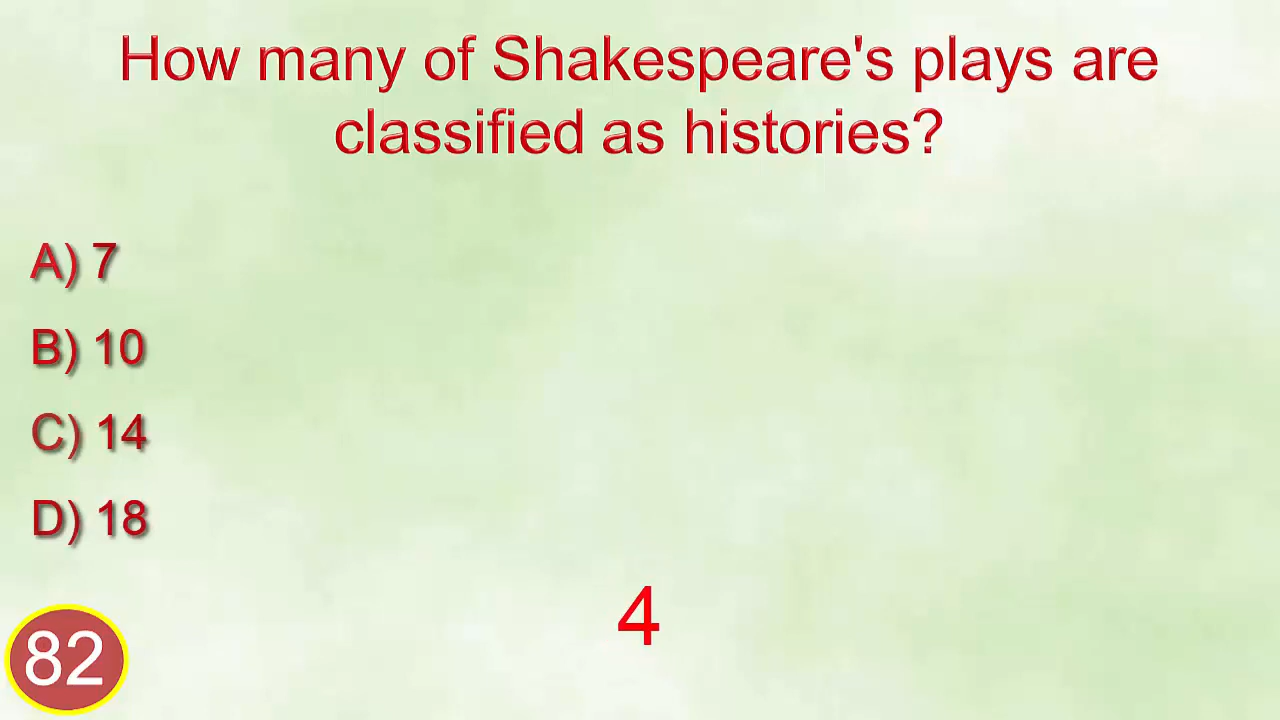 How many of Shakespeare's plays are
classified as histories?
A) 7
B) 10
C) 14
D) 18
4
82